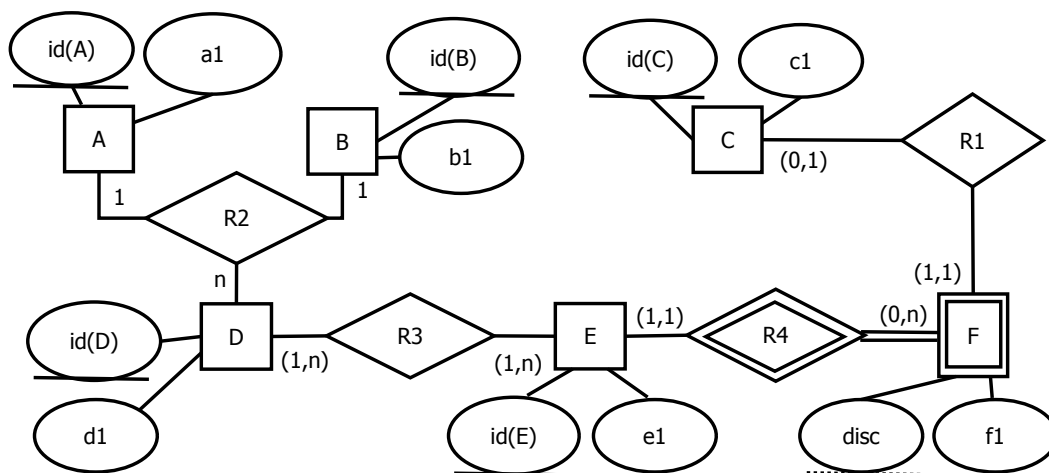 id(A)
a1
id(B)
id(C)
c1
A
B
b1
C
(0,1)
R1
1
1
R2
n
(1,1)
id(D)
D
(1,n)
R3
(1,n)
E
(1,1)
R4
(0,n)
F
d1
id(E)
e1
disc
f1